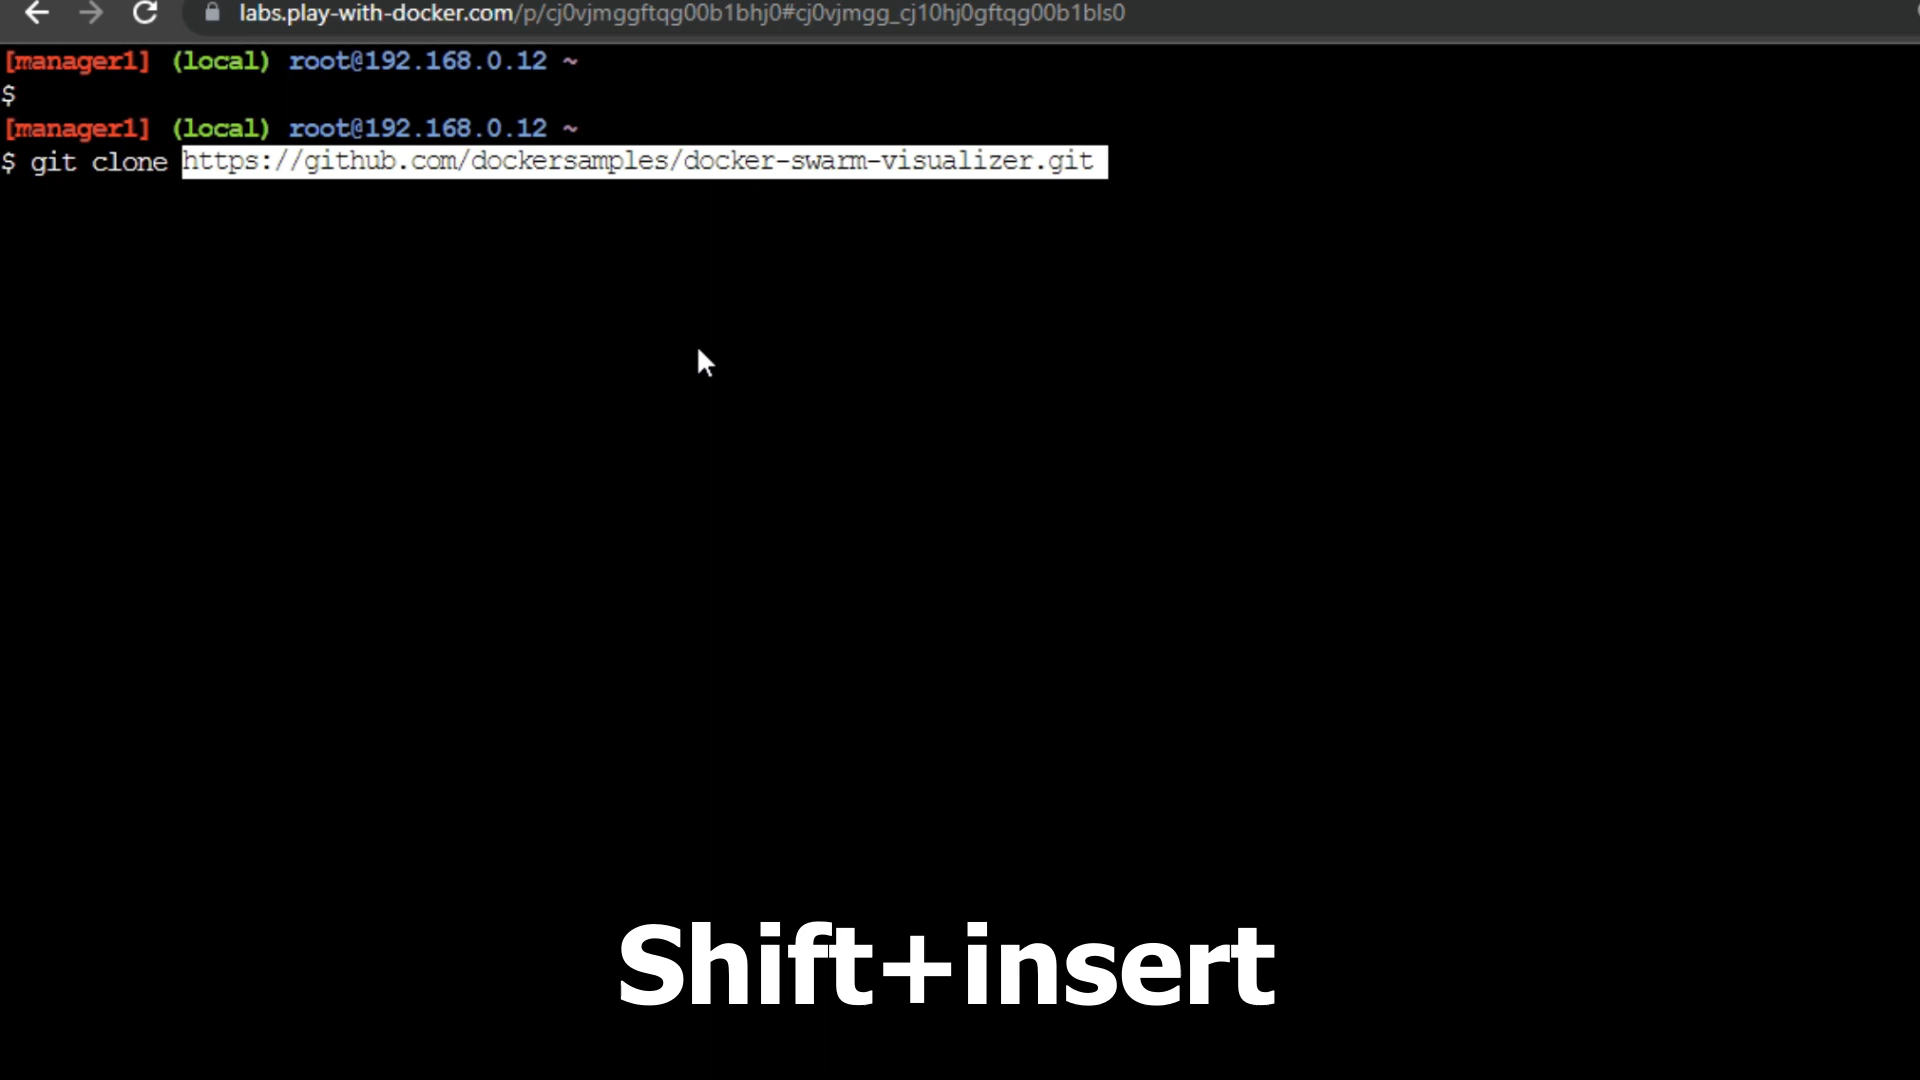 labs.play-with-docker.com/p/cj0vjmggftqg00b1bhj0#cj0vjmgg_cj10hj0gftqg00b1bls0
[manager1] (local) root@192.168.0.12 ~
$
[manager1] (local) root@192.168.0.12 ~
$ git clone https://github.com/dockersamples/docker-swarm-visualizer.git
Shift+insert